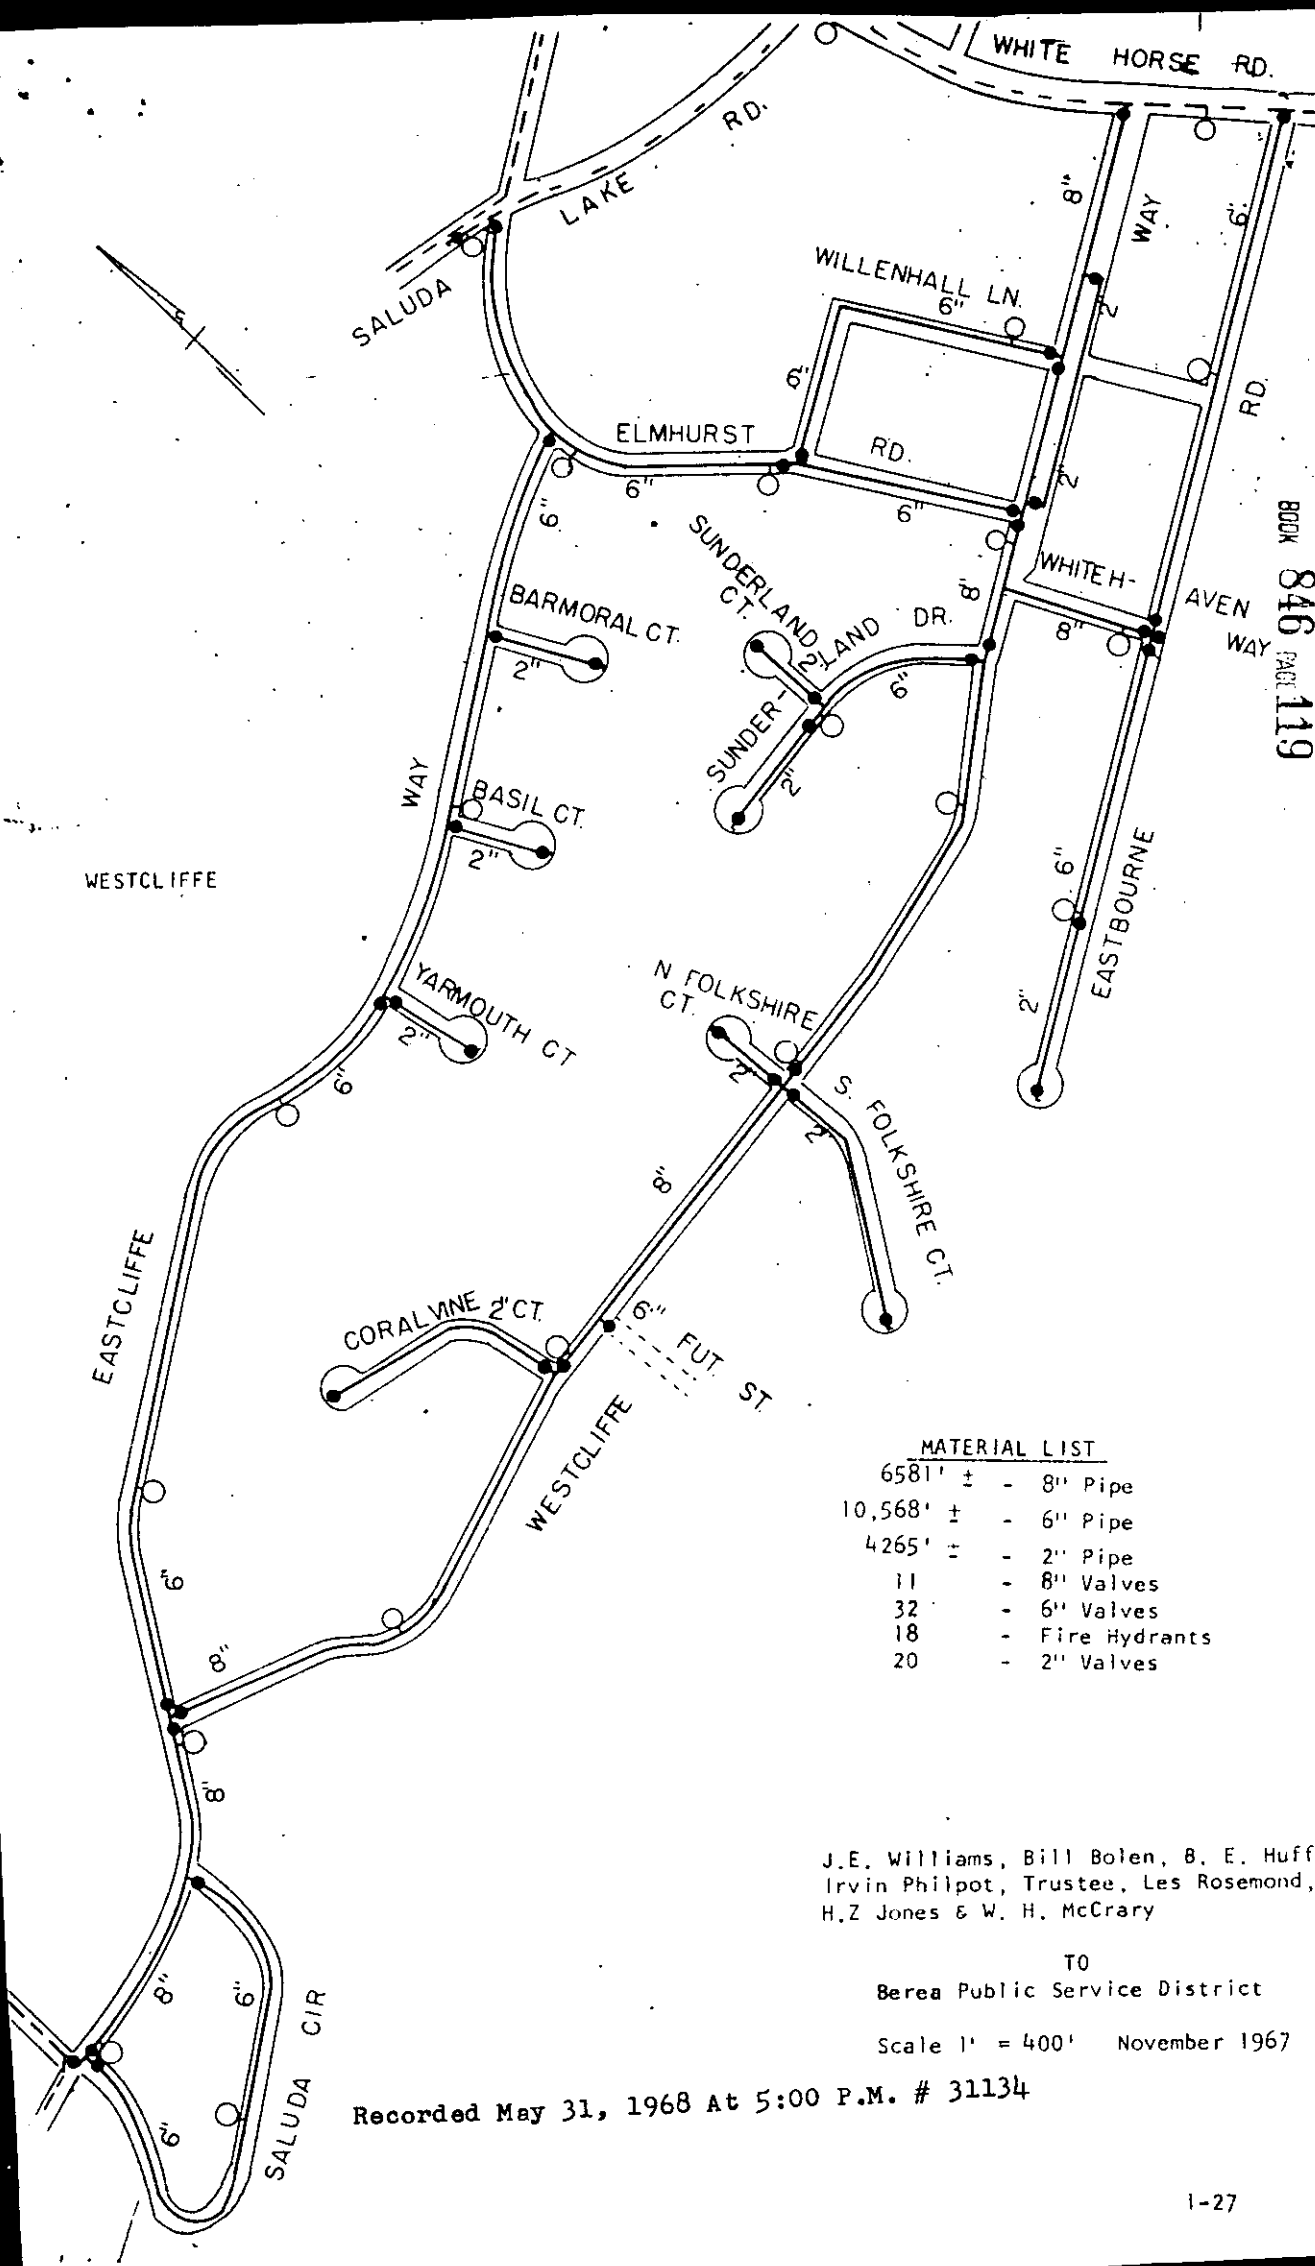 WHITE HORSE RD.
SALUDA LAKE RD.
8"
WAY
6"
WILLENHALL LN.
6"
2"
6"
RD.
ELMHURST RD.
6"
6"
2"
6"
SUNDERLAND CT.
2"
SUNDER-LAND DR.
6"
2"
8"
WHITEH-AVEN WAY
8"
BOOK 846 PAGE 119
BARMORAL CT.
2"
WAY
BASIL CT.
2"
WESTCLIFFE
6"
EASTBOURNE
2"
YARMOUTH CT
2"
6"
N FOLKSHIRE CT.
2"
S. FOLKSHIRE CT.
2"
8"
EASTCLIFFE
CORALVINE 2" CT.
6" FUT. ST.
WESTCLIFFE
6"
8"
8"
8"
6"
6"
SALUDA CIR
MATERIAL LIST
6581' ± - 8" Pipe
10,568' ± - 6" Pipe
4265' ± - 2" Pipe
11 - 8" Valves
32 - 6" Valves
18 - Fire Hydrants
20 - 2" Valves
J.E. Williams, Bill Bolen, B. E. Huff
Irvin Philpot, Trustee, Les Rosemond,
H.Z Jones & W. H. McCrary
TO
Berea Public Service District
Scale 1' = 400' November 1967
Recorded May 31, 1968 At 5:00 P.M. # 31134
1-27